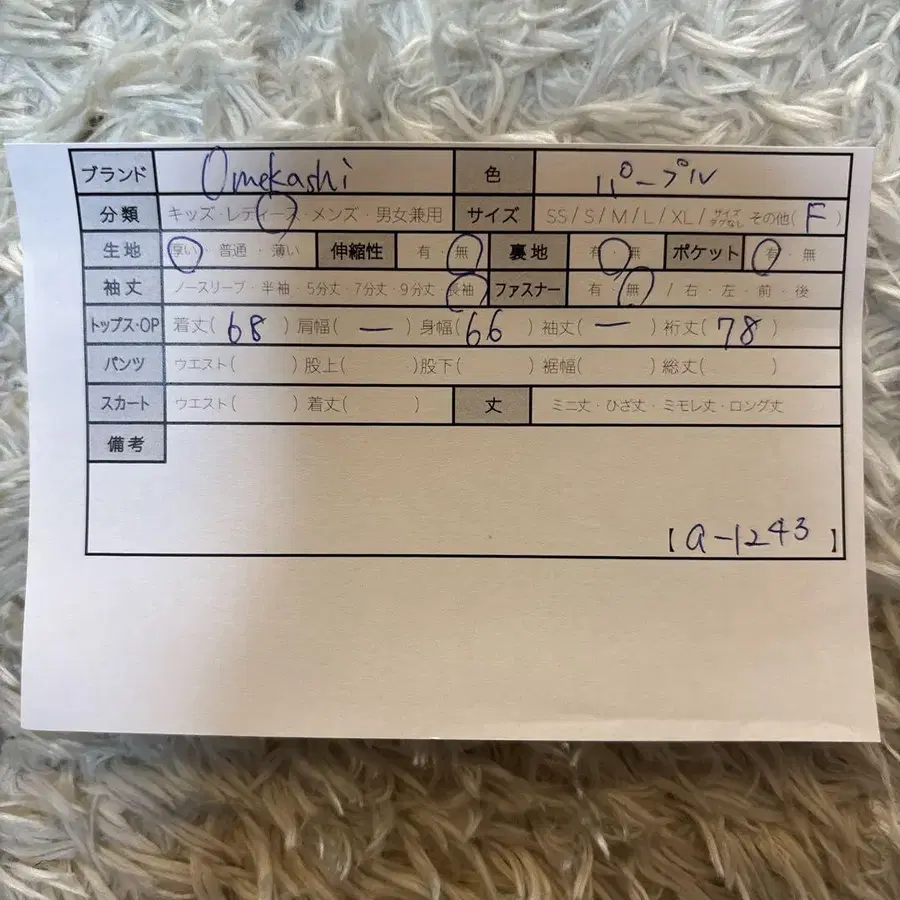 ブランド Omekashi 色 パープル
分類 キッズ・レディース・メンズ・男女兼用 サイズ SS/S/M/L/XL/サイズタグなし その他(F)
生地 厚い・普通・薄い 伸縮性 有・無 裏地 有・無 ポケット 有・無
袖丈 ノースリーブ・半袖・5分丈・7分丈・9分丈・長袖 ファスナー 有・無 / 右・左・前・後
トップス・OP 着丈(68) 肩幅(ー) 身幅(66) 袖丈(ー) 裄丈(78)
パンツ ウエスト( ) 股上( ) 股下( ) 裾幅( ) 総丈( )
スカート ウエスト( ) 着丈( ) 丈 ミニ丈・ひざ丈・ミモレ丈・ロング丈
備考
【a-1243】